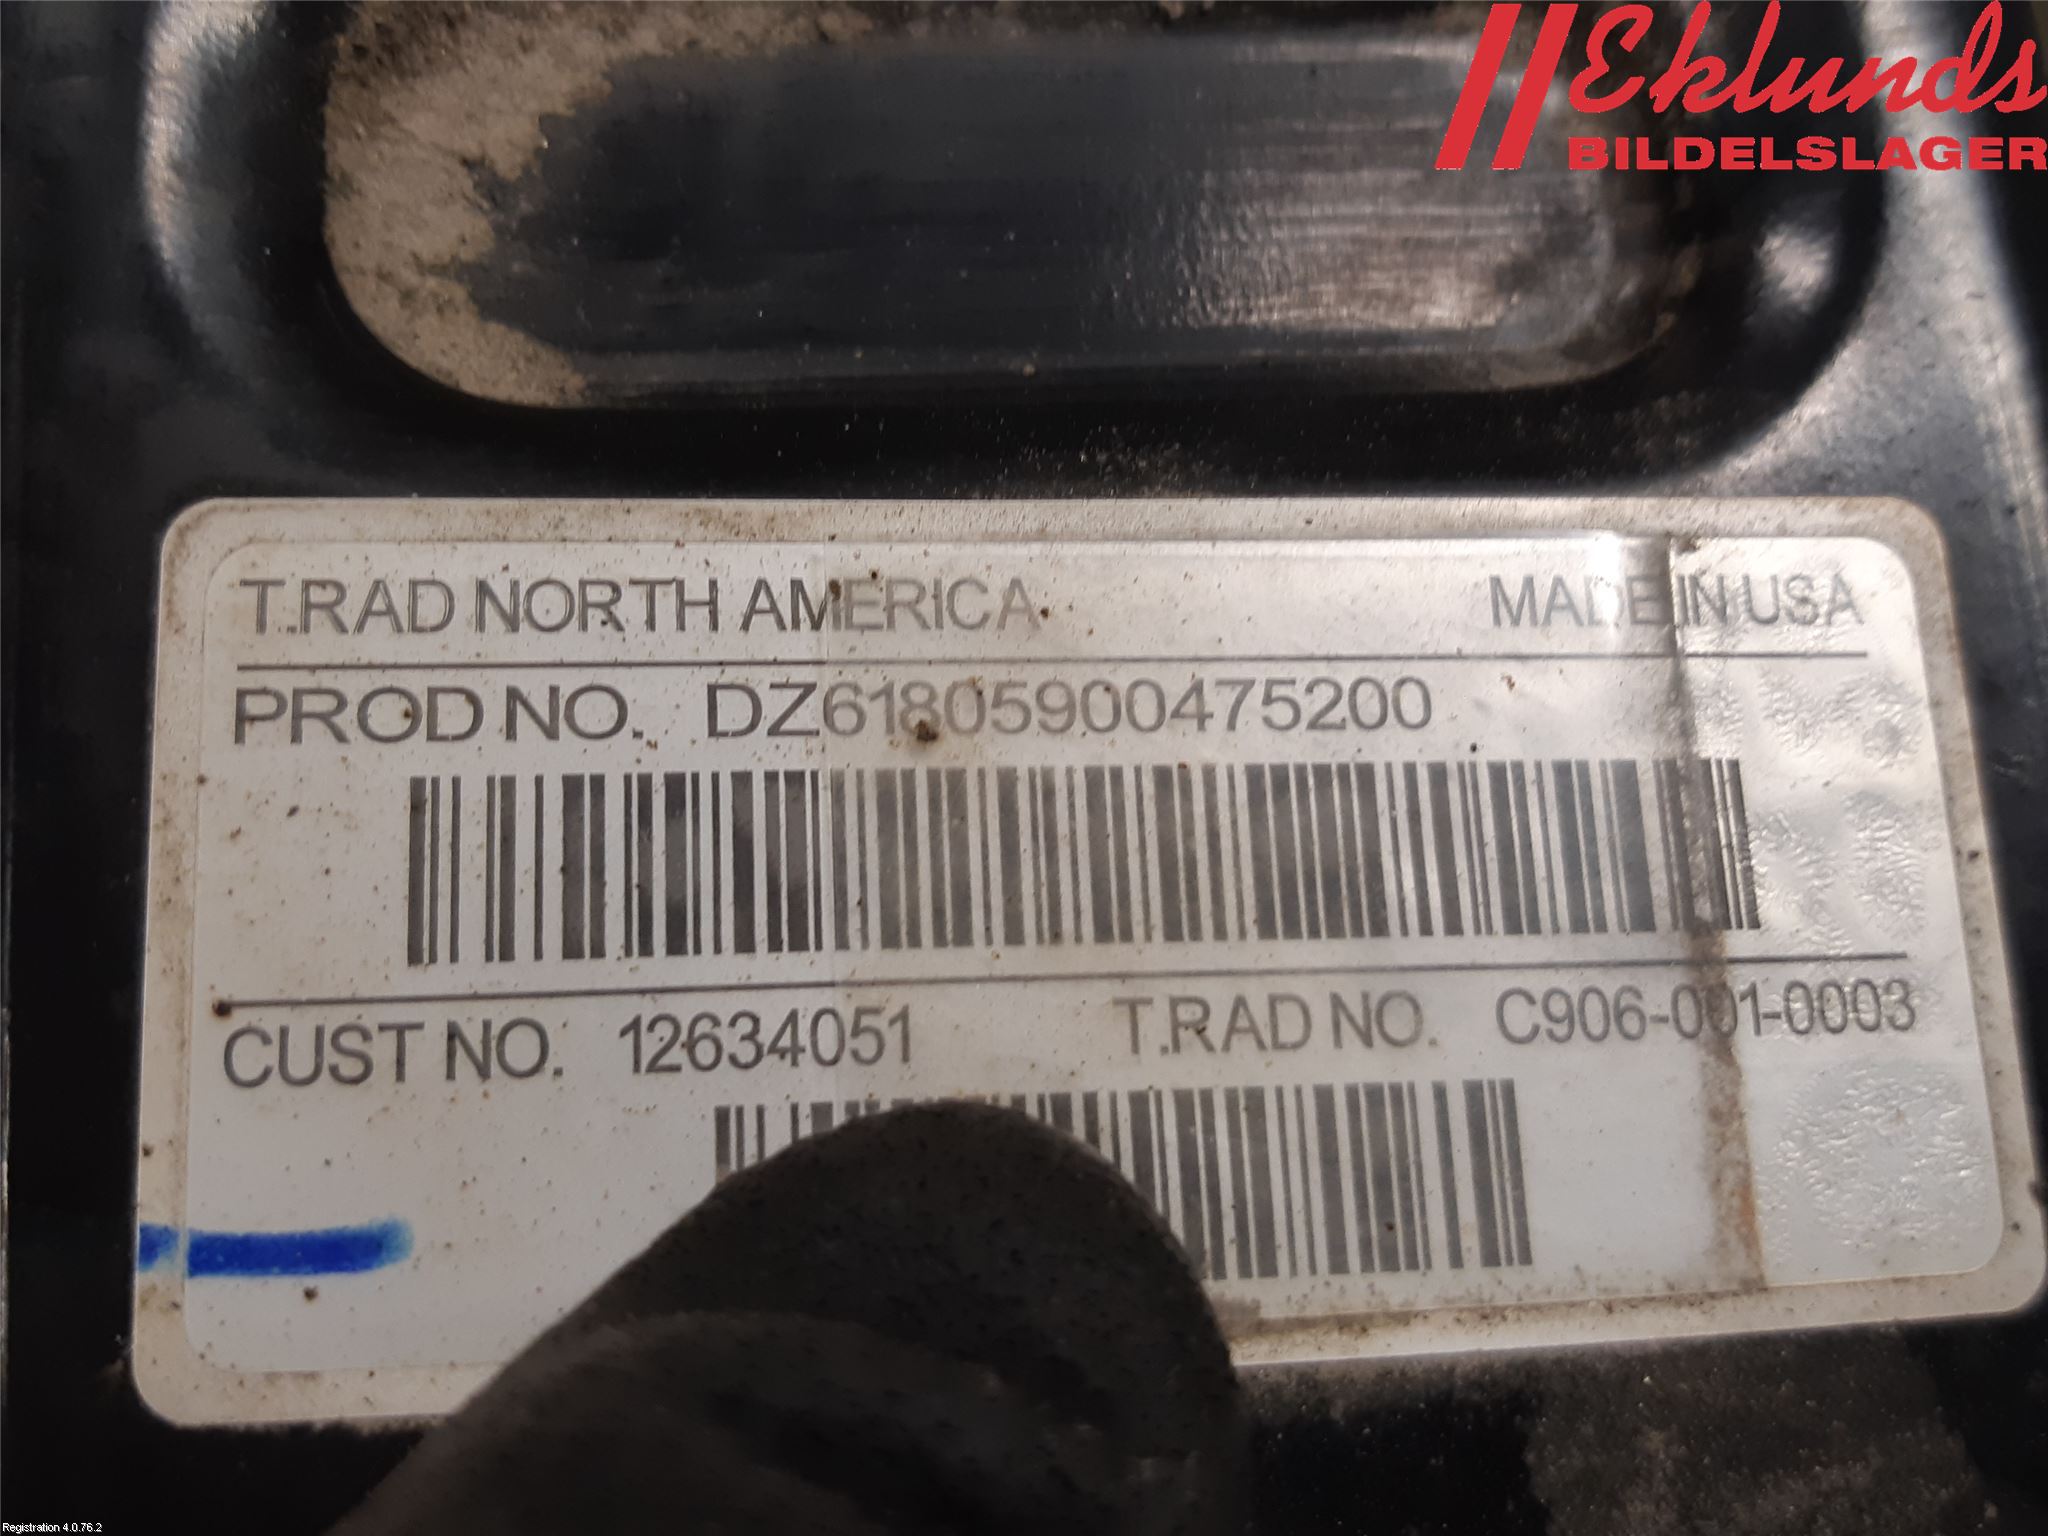 Eklunds
BILDELSLAGER
T.RAD NORTH AMERICA MADE IN USA
PROD NO. DZ61805900475200
CUST NO. 12634051 T.RAD NO. C906-001-0003
Registration 4.0.76.2